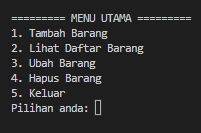 ========= MENU UTAMA =========
1. Tambah Barang
2. Lihat Daftar Barang
3. Ubah Barang
4. Hapus Barang
5. Keluar
Pilihan anda: